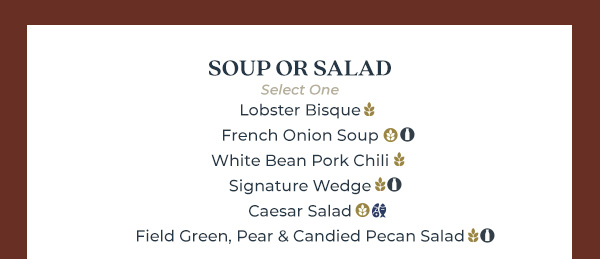 SOUP OR SALAD
Select One
Lobster Bisque
French Onion Soup
White Bean Pork Chili
Signature Wedge
Caesar Salad
Field Green, Pear & Candied Pecan Salad